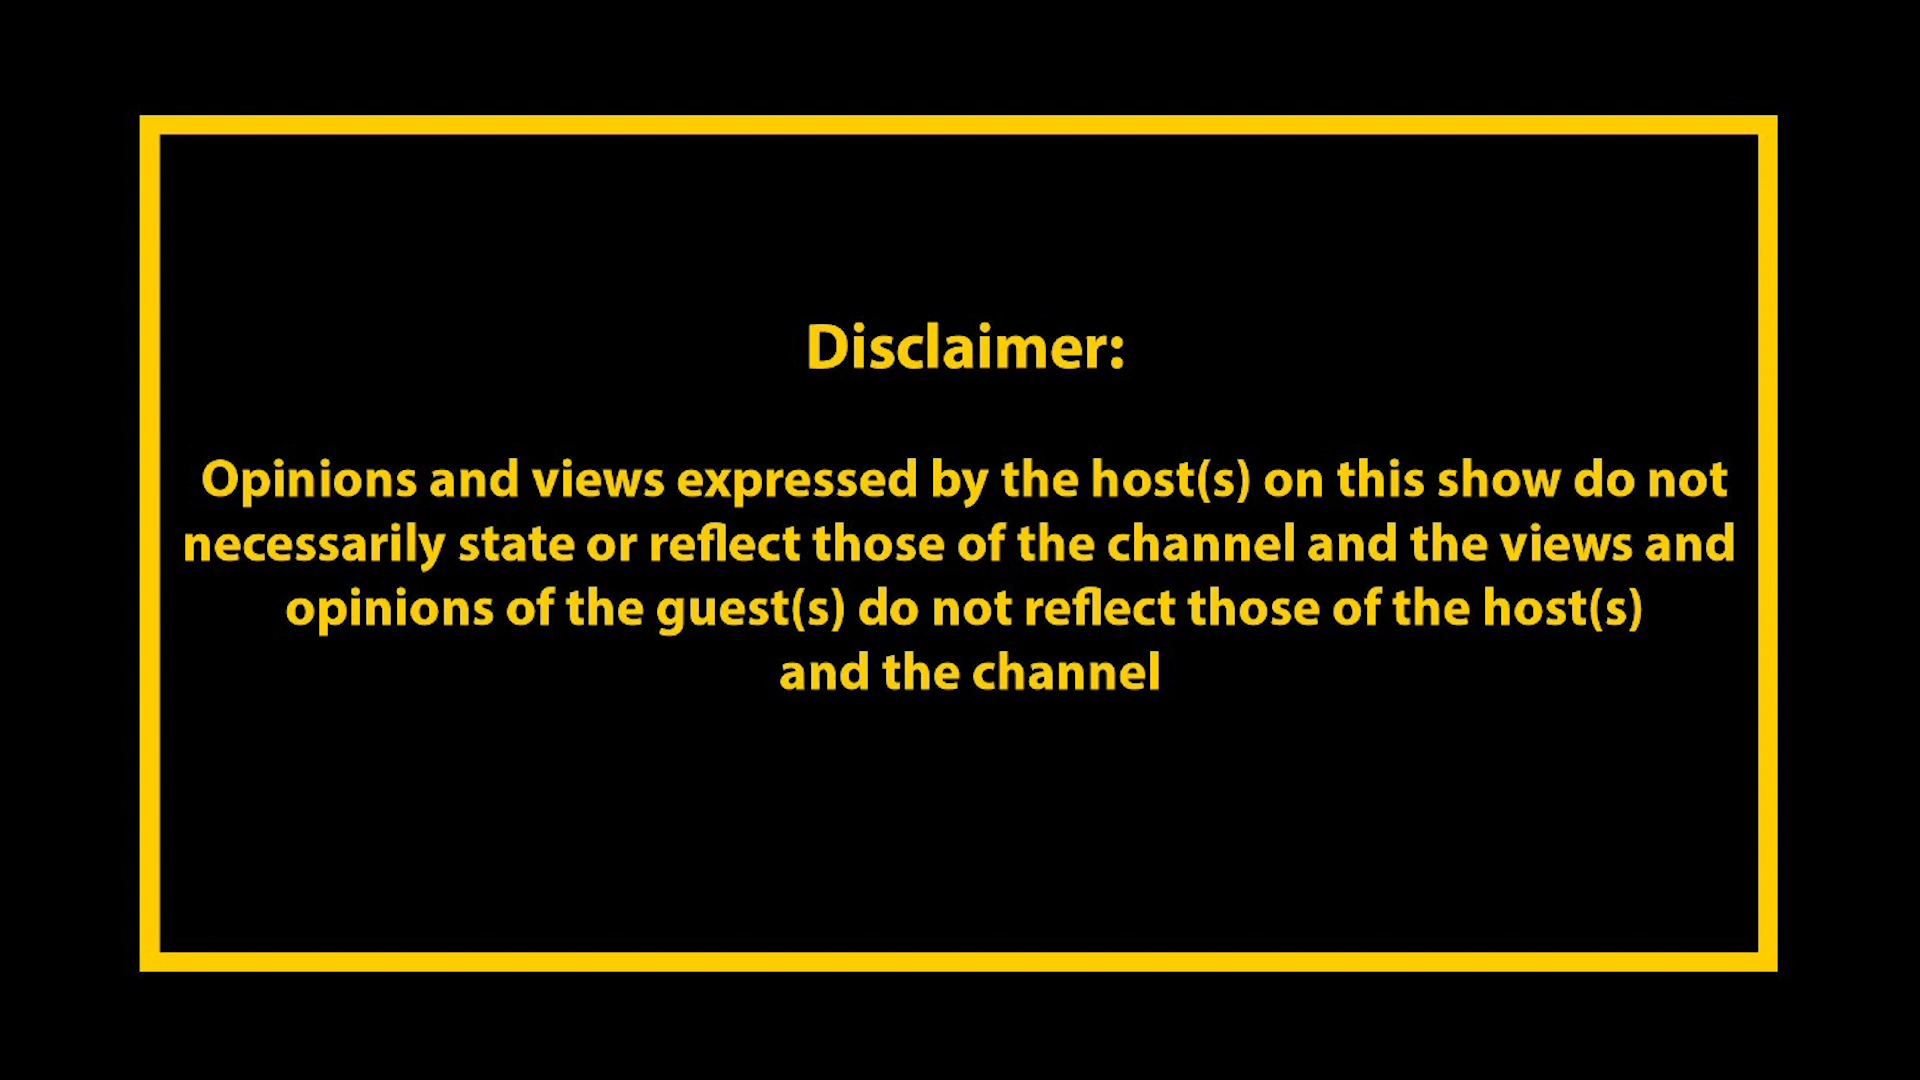 Disclaimer:
Opinions and views expressed by the host(s) on this show do not
necessarily state or reflect those of the channel and the views and
opinions of the guest(s) do not reflect those of the host(s)
and the channel